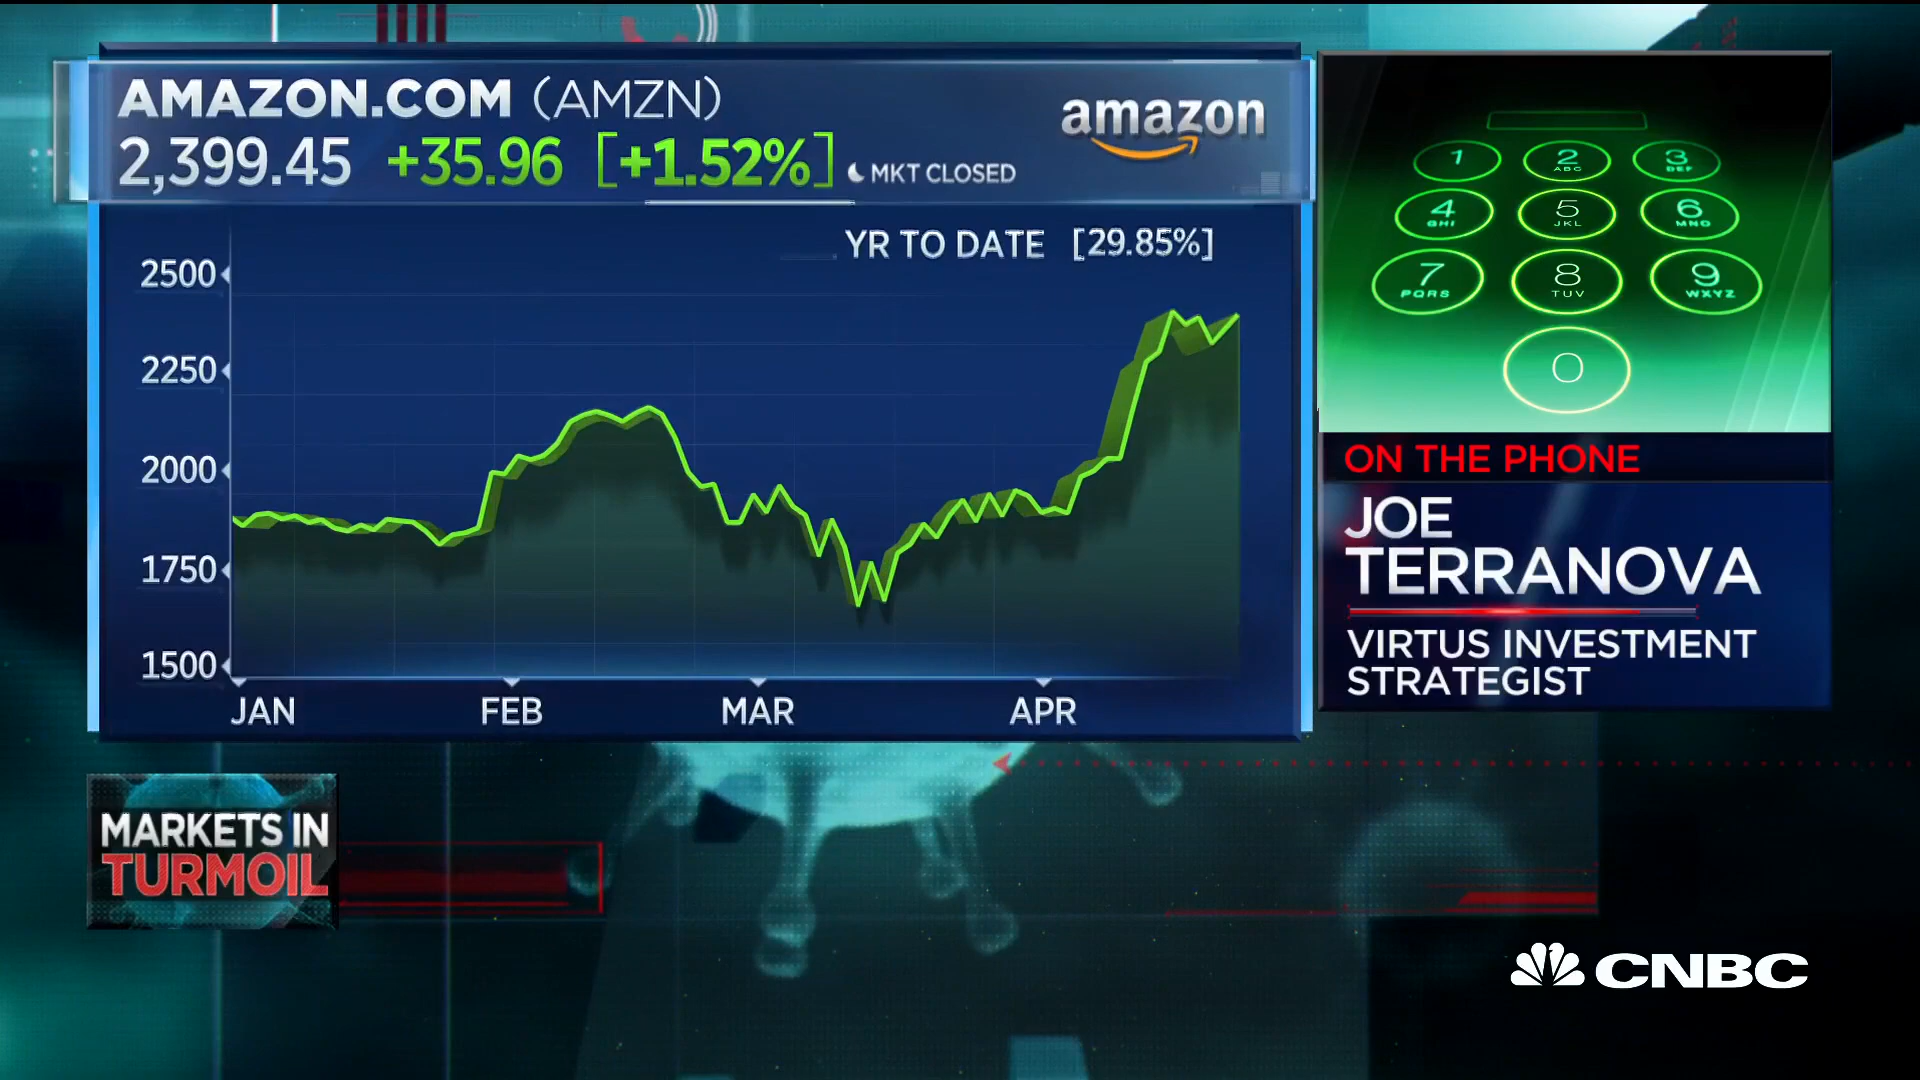 AMAZON.COM (AMZN)
2,399.45 +35.96 [+1.52%] MKT CLOSED
amazon
YR TO DATE [29.85%]
2500
2250
2000
1750
1500
JAN FEB MAR APR
1 2 ABC 3 DEF
4 GHI 5 JKL 6 MNO
7 PQRS 8 TUV 9 WXYZ
0
ON THE PHONE
JOE
TERRANOVA
VIRTUS INVESTMENT
STRATEGIST
MARKETS IN
TURMOIL
CNBC